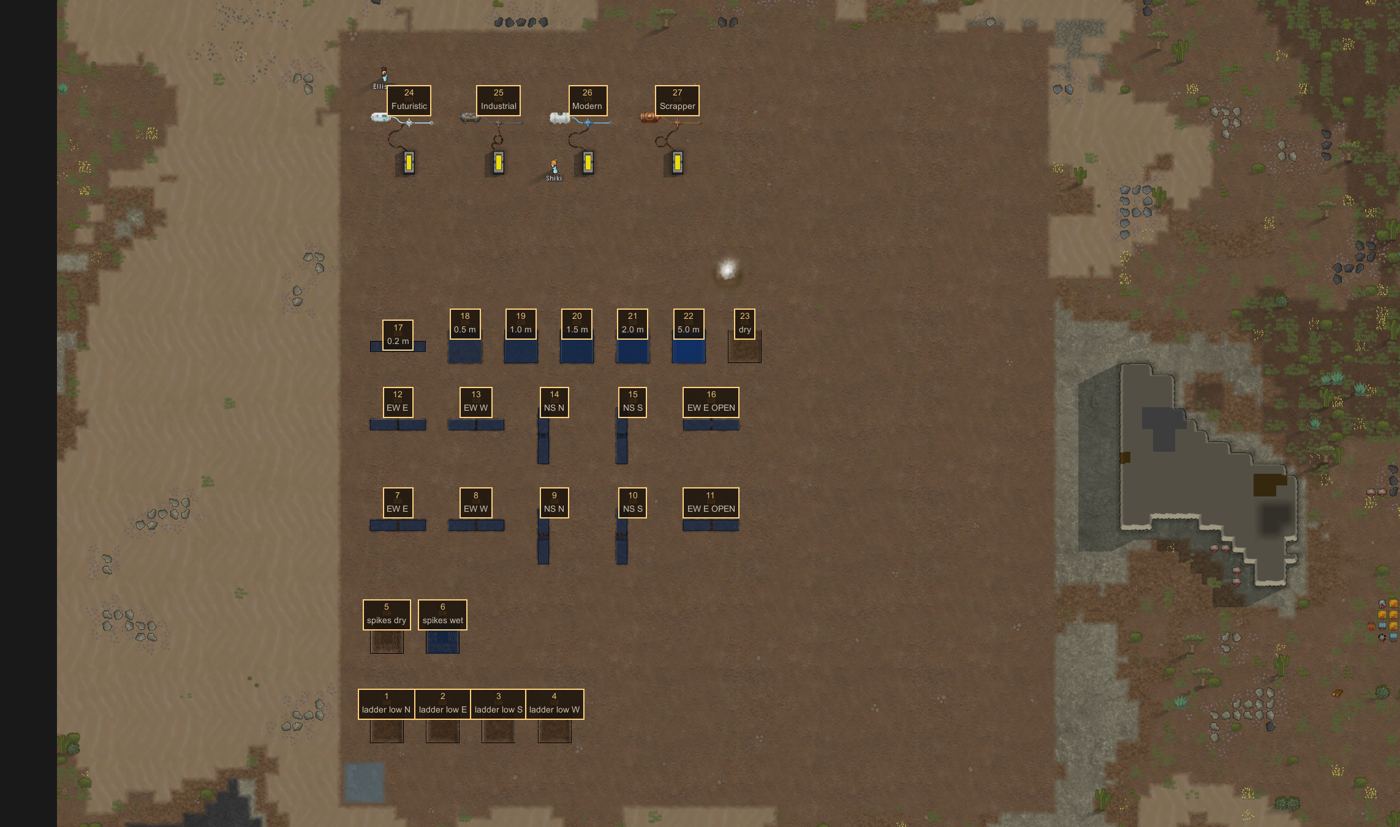 Ellis
24
Futuristic
25
Industrial
26
Modern
27
Scrapper
Shiki
17
0.2 m
18
0.5 m
19
1.0 m
20
1.5 m
21
2.0 m
22
5.0 m
23
dry
12
EW E
13
EW W
14
NS N
15
NS S
16
EW E OPEN
7
EW E
8
EW W
9
NS N
10
NS S
11
EW E OPEN
5
spikes dry
6
spikes wet
1
ladder low N
2
ladder low E
3
ladder low S
4
ladder low W